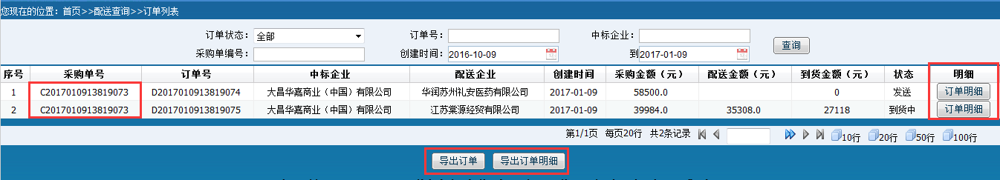 您现在的位置：首页>>配送查询>>订单列表
订单状态： 全部 订单号： 中标企业：
采购单编号： 创建时间： 2016-10-09 到 2017-01-09 查询
序号 采购单号 订单号 中标企业 配送企业 创建时间 采购金额（元） 配送金额（元） 到货金额（元） 状态 明细
1 C2017010913819073 D2017010913819074 大昌华嘉商业（中国）有限公司 华润苏州礼安医药有限公司 2017-01-09 58500.0 0 发送 订单明细
2 C2017010913819073 D2017010913819075 大昌华嘉商业（中国）有限公司 江苏棠源经贸有限公司 2017-01-09 39984.0 35308.0 27118 到货中 订单明细
第1/1页 每页20行 共2条记录 10行 20行 50行 100行
导出订单 导出订单明细